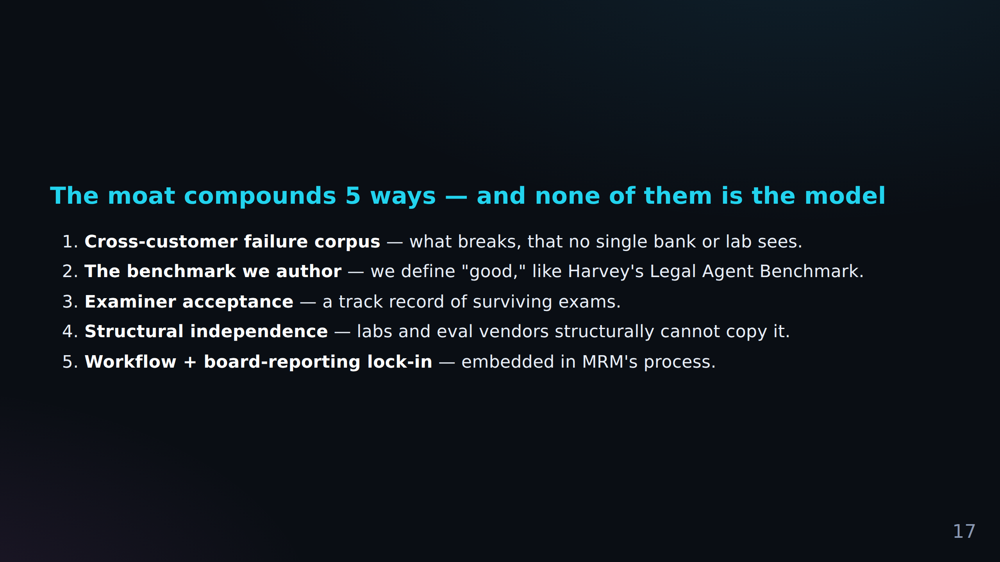 The moat compounds 5 ways — and none of them is the model
1. Cross-customer failure corpus — what breaks, that no single bank or lab sees.
2. The benchmark we author — we define "good," like Harvey's Legal Agent Benchmark.
3. Examiner acceptance — a track record of surviving exams.
4. Structural independence — labs and eval vendors structurally cannot copy it.
5. Workflow + board-reporting lock-in — embedded in MRM's process.
17